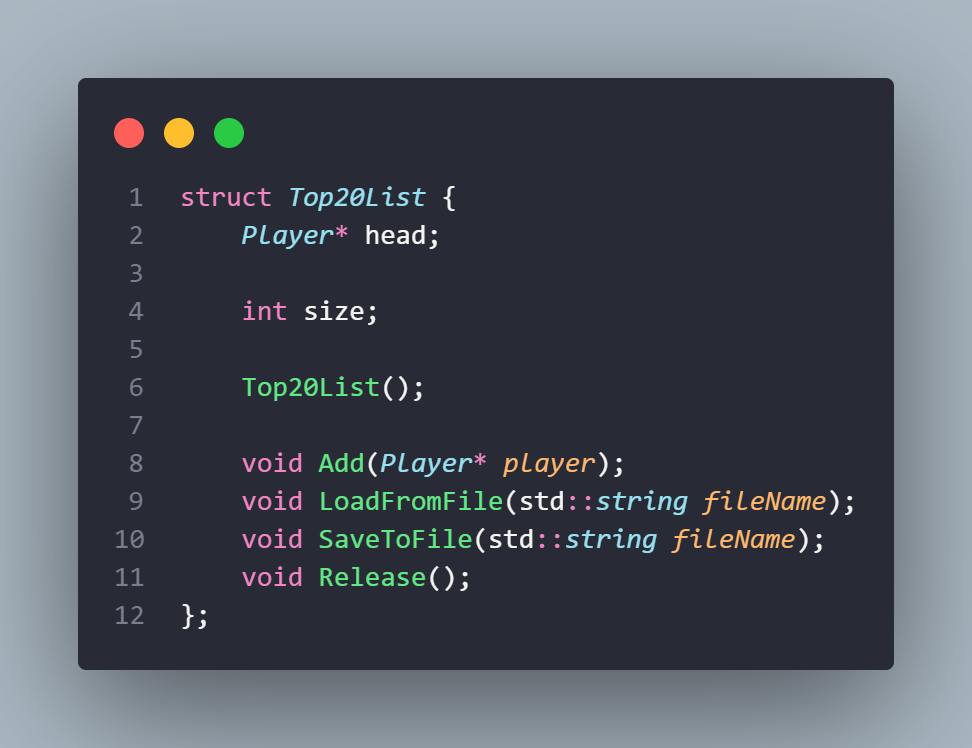 1 struct Top20List {
2     Player* head;
3
4     int size;
5
6     Top20List();
7
8     void Add(Player* player);
9     void LoadFromFile(std::string fileName);
10     void SaveToFile(std::string fileName);
11     void Release();
12 };